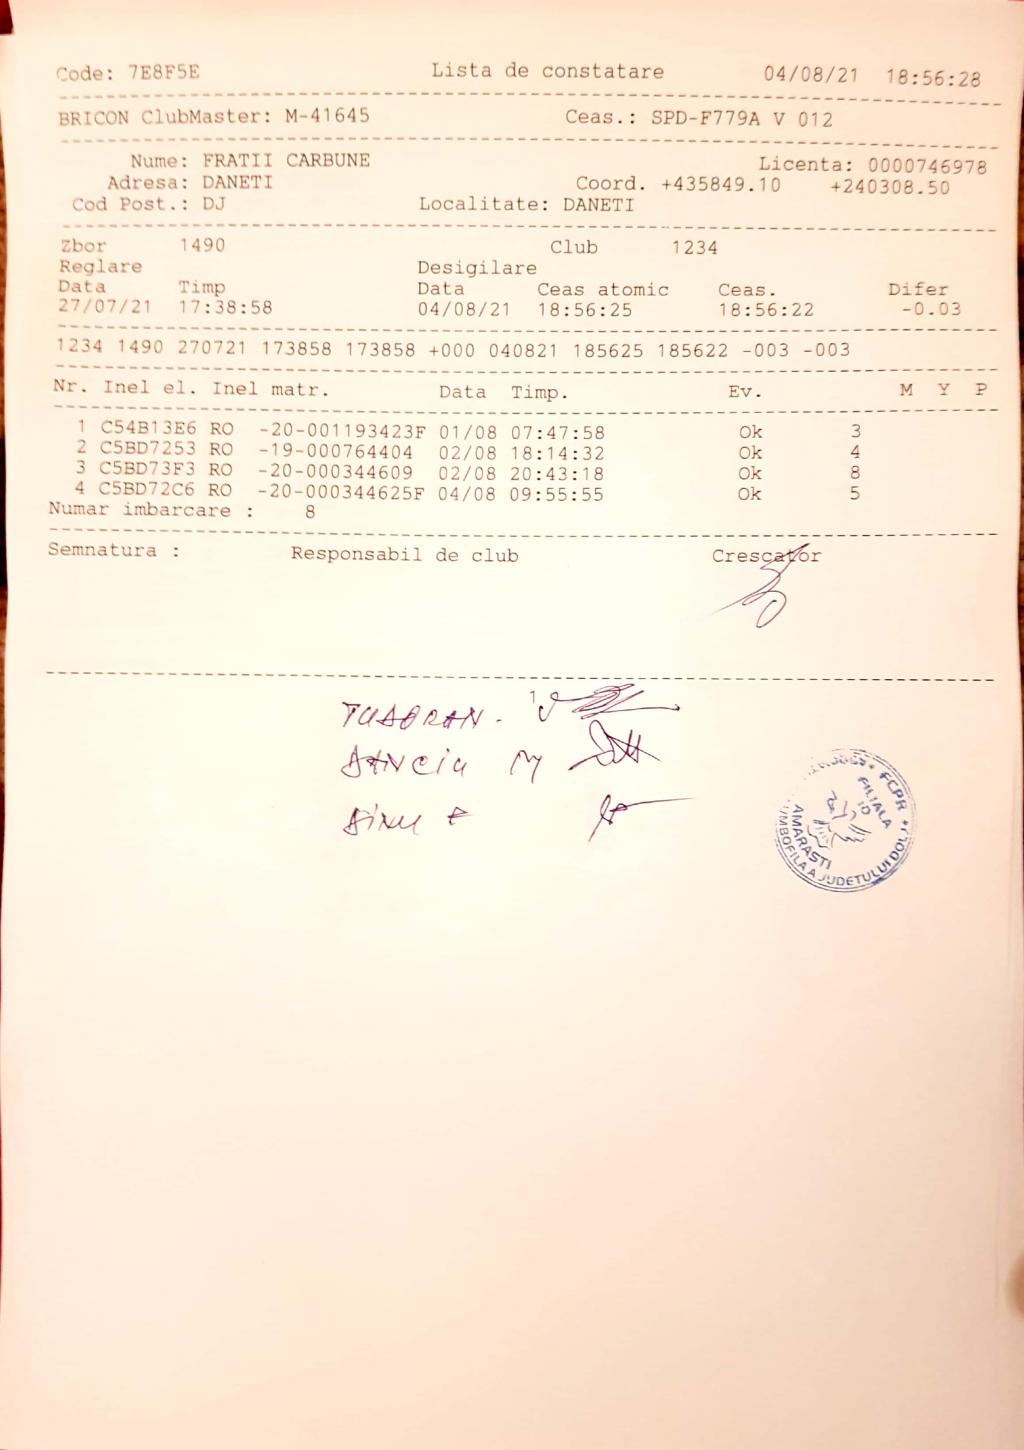 Code: 7E8F5E Lista de constatare 04/08/21 18:56:28
BRICON ClubMaster: M-41645 Ceas.: SPD-F779A V 012
Nume: FRATII CARBUNE Licenta: 0000746978
Adresa: DANETI Coord. +435849.10 +240308.50
Cod Post.: DJ Localitate: DANETI
Zbor 1490 Club 1234
Reglare Desigilare
Data Timp Data Ceas atomic Ceas. Difer
27/07/21 17:38:58 04/08/21 18:56:25 18:56:22 -0.03
1234 1490 270721 173858 173858 +000 040821 185625 185622 -003 -003
Nr. Inel el. Inel matr. Data Timp. Ev. M Y P
1 C54B13E6 RO -20-001193423F 01/08 07:47:58 Ok 3
2 C5BD7253 RO -19-000764404 02/08 18:14:32 Ok 4
3 C5BD73F3 RO -20-000344609 02/08 20:43:18 Ok 8
4 C5BD72C6 RO -20-000344625F 04/08 09:55:55 Ok 5
Numar imbarcare : 8
Semnatura : Responsabil de club Crescator
FCPR
FILIALA
AMARASTI
JUDETULUI